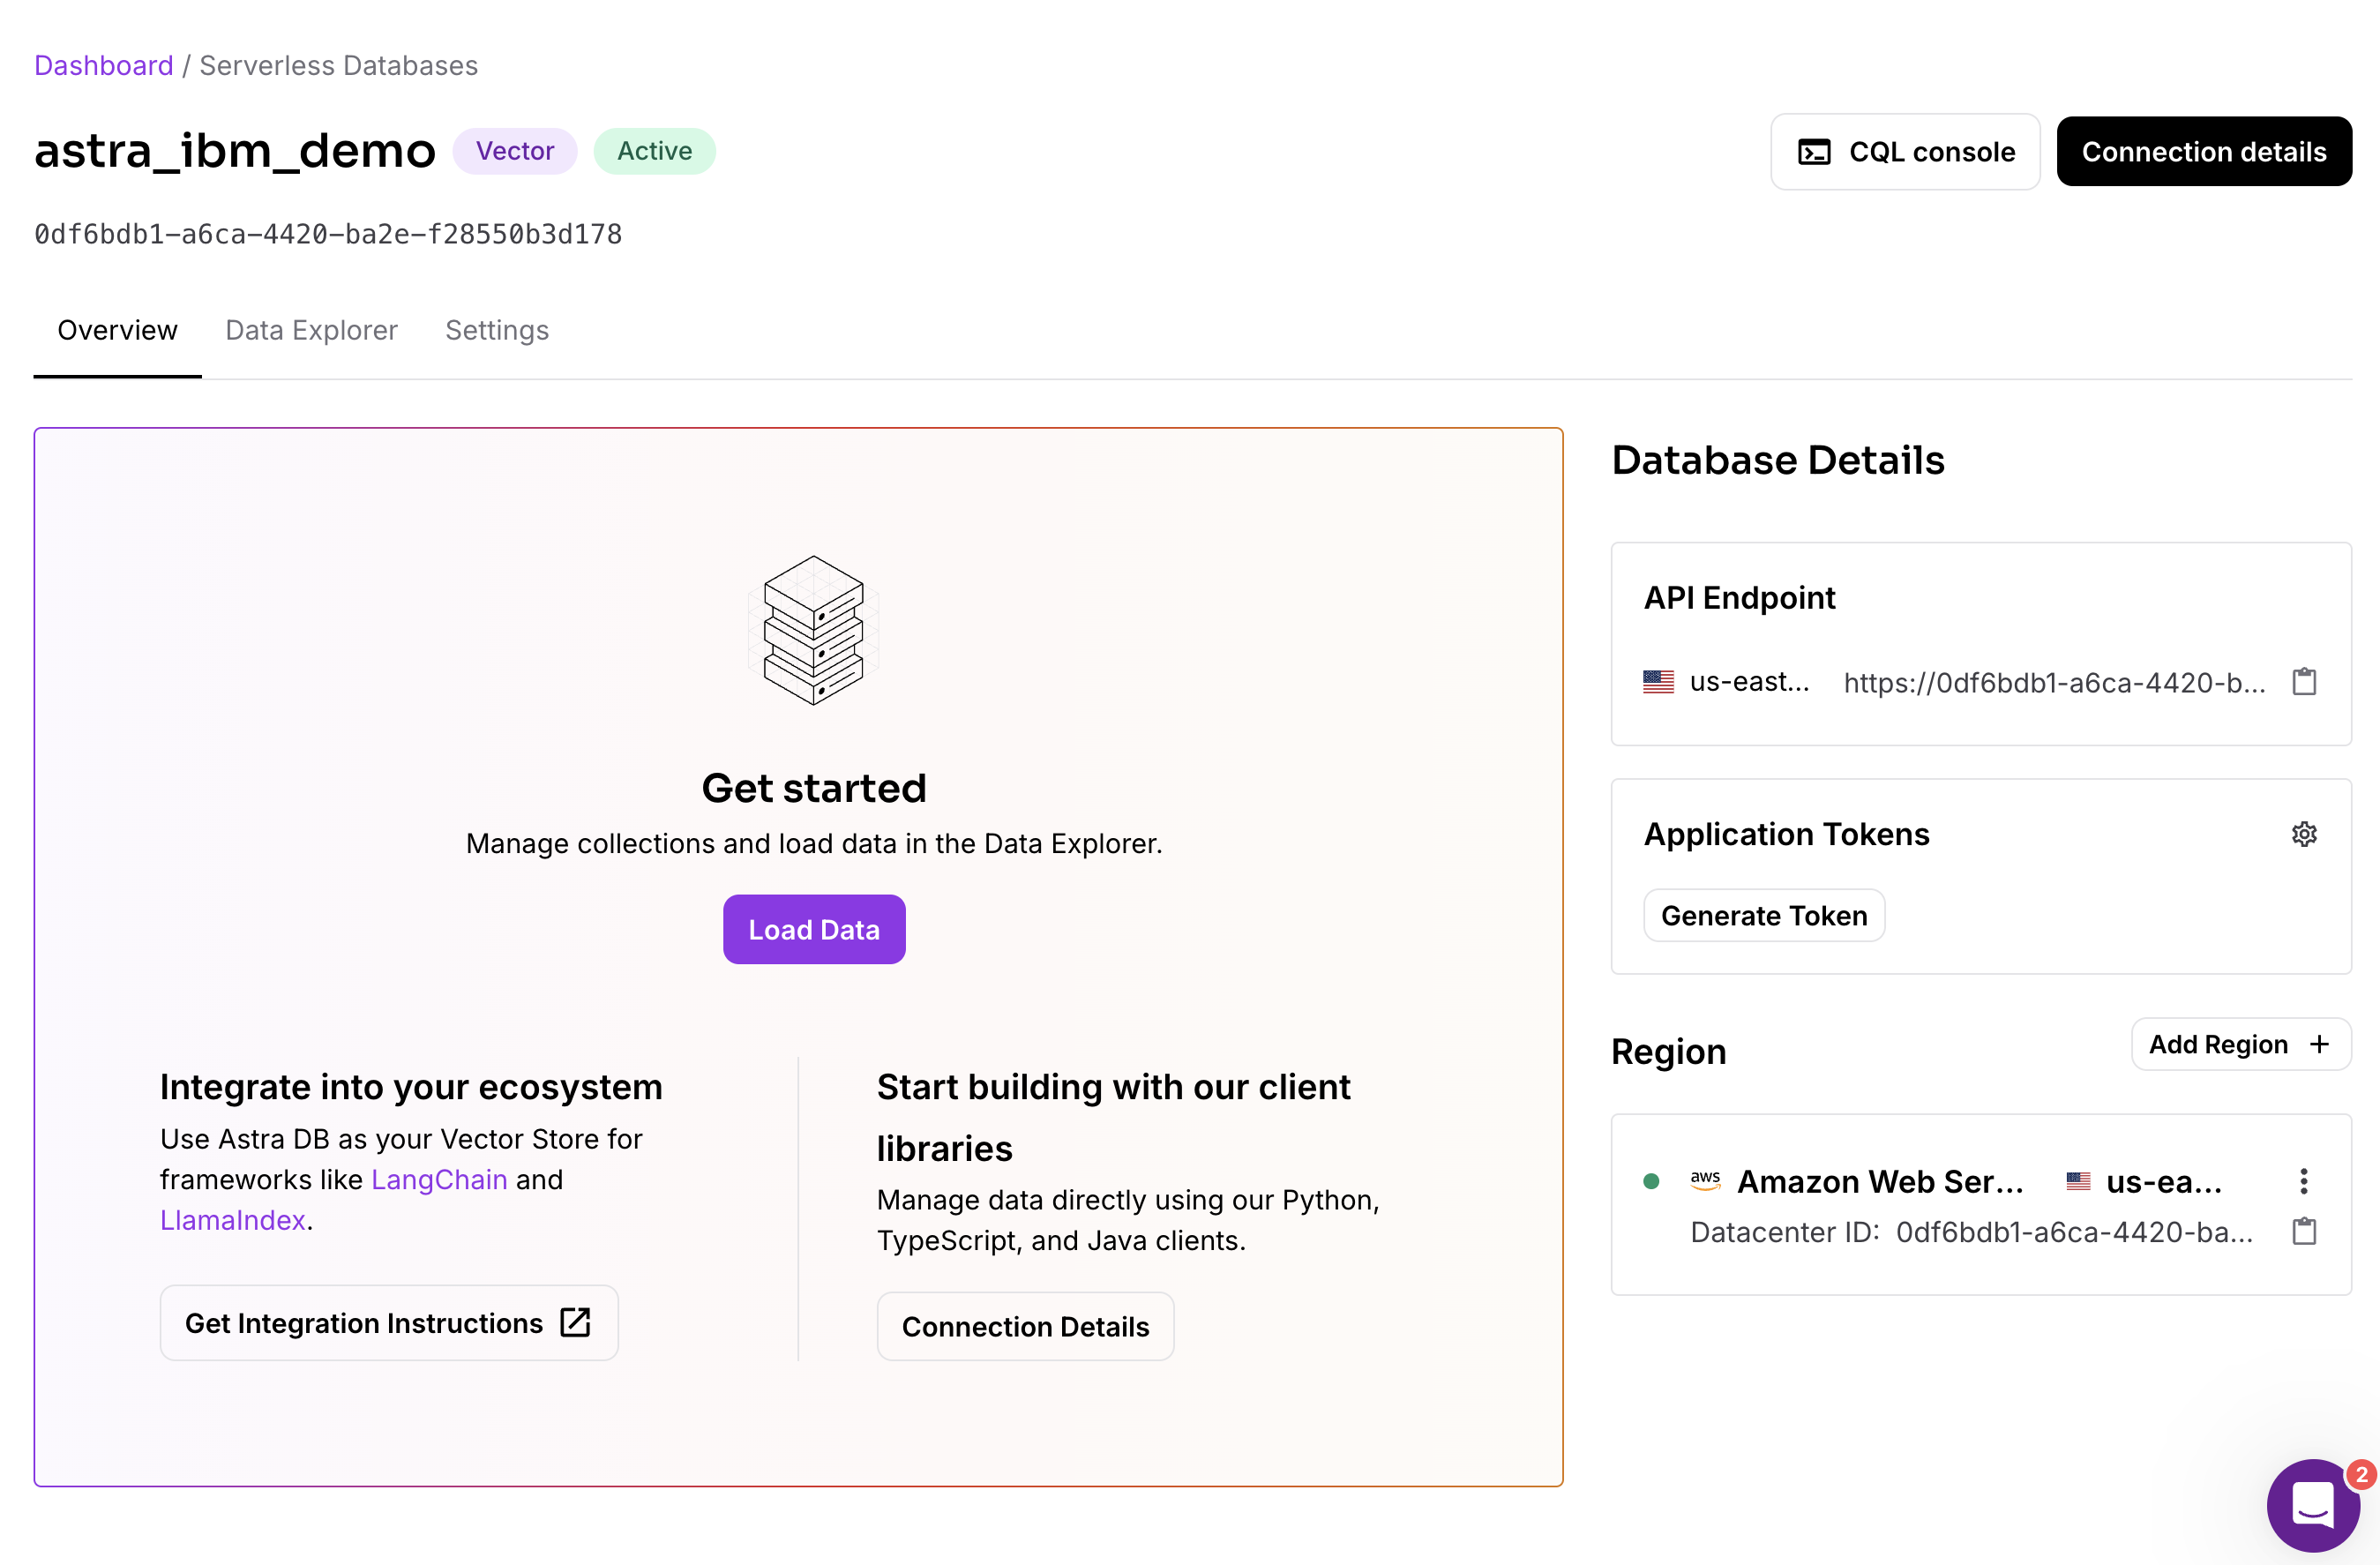 Dashboard / Serverless Databases
astra_ibm_demo Vector Active
CQL console
Connection details
0df6bdb1-a6ca-4420-ba2e-f28550b3d178
Overview Data Explorer Settings
Get started
Manage collections and load data in the Data Explorer.
Load Data
Integrate into your ecosystem
Use Astra DB as your Vector Store for
frameworks like LangChain and
LlamaIndex.
Get Integration Instructions
Start building with our client
libraries
Manage data directly using our Python,
TypeScript, and Java clients.
Connection Details
Database Details
API Endpoint
us-east... https://0df6bdb1-a6ca-4420-b...
Application Tokens
Generate Token
Region
Add Region +
aws Amazon Web Ser... us-ea...
Datacenter ID: 0df6bdb1-a6ca-4420-ba...
2